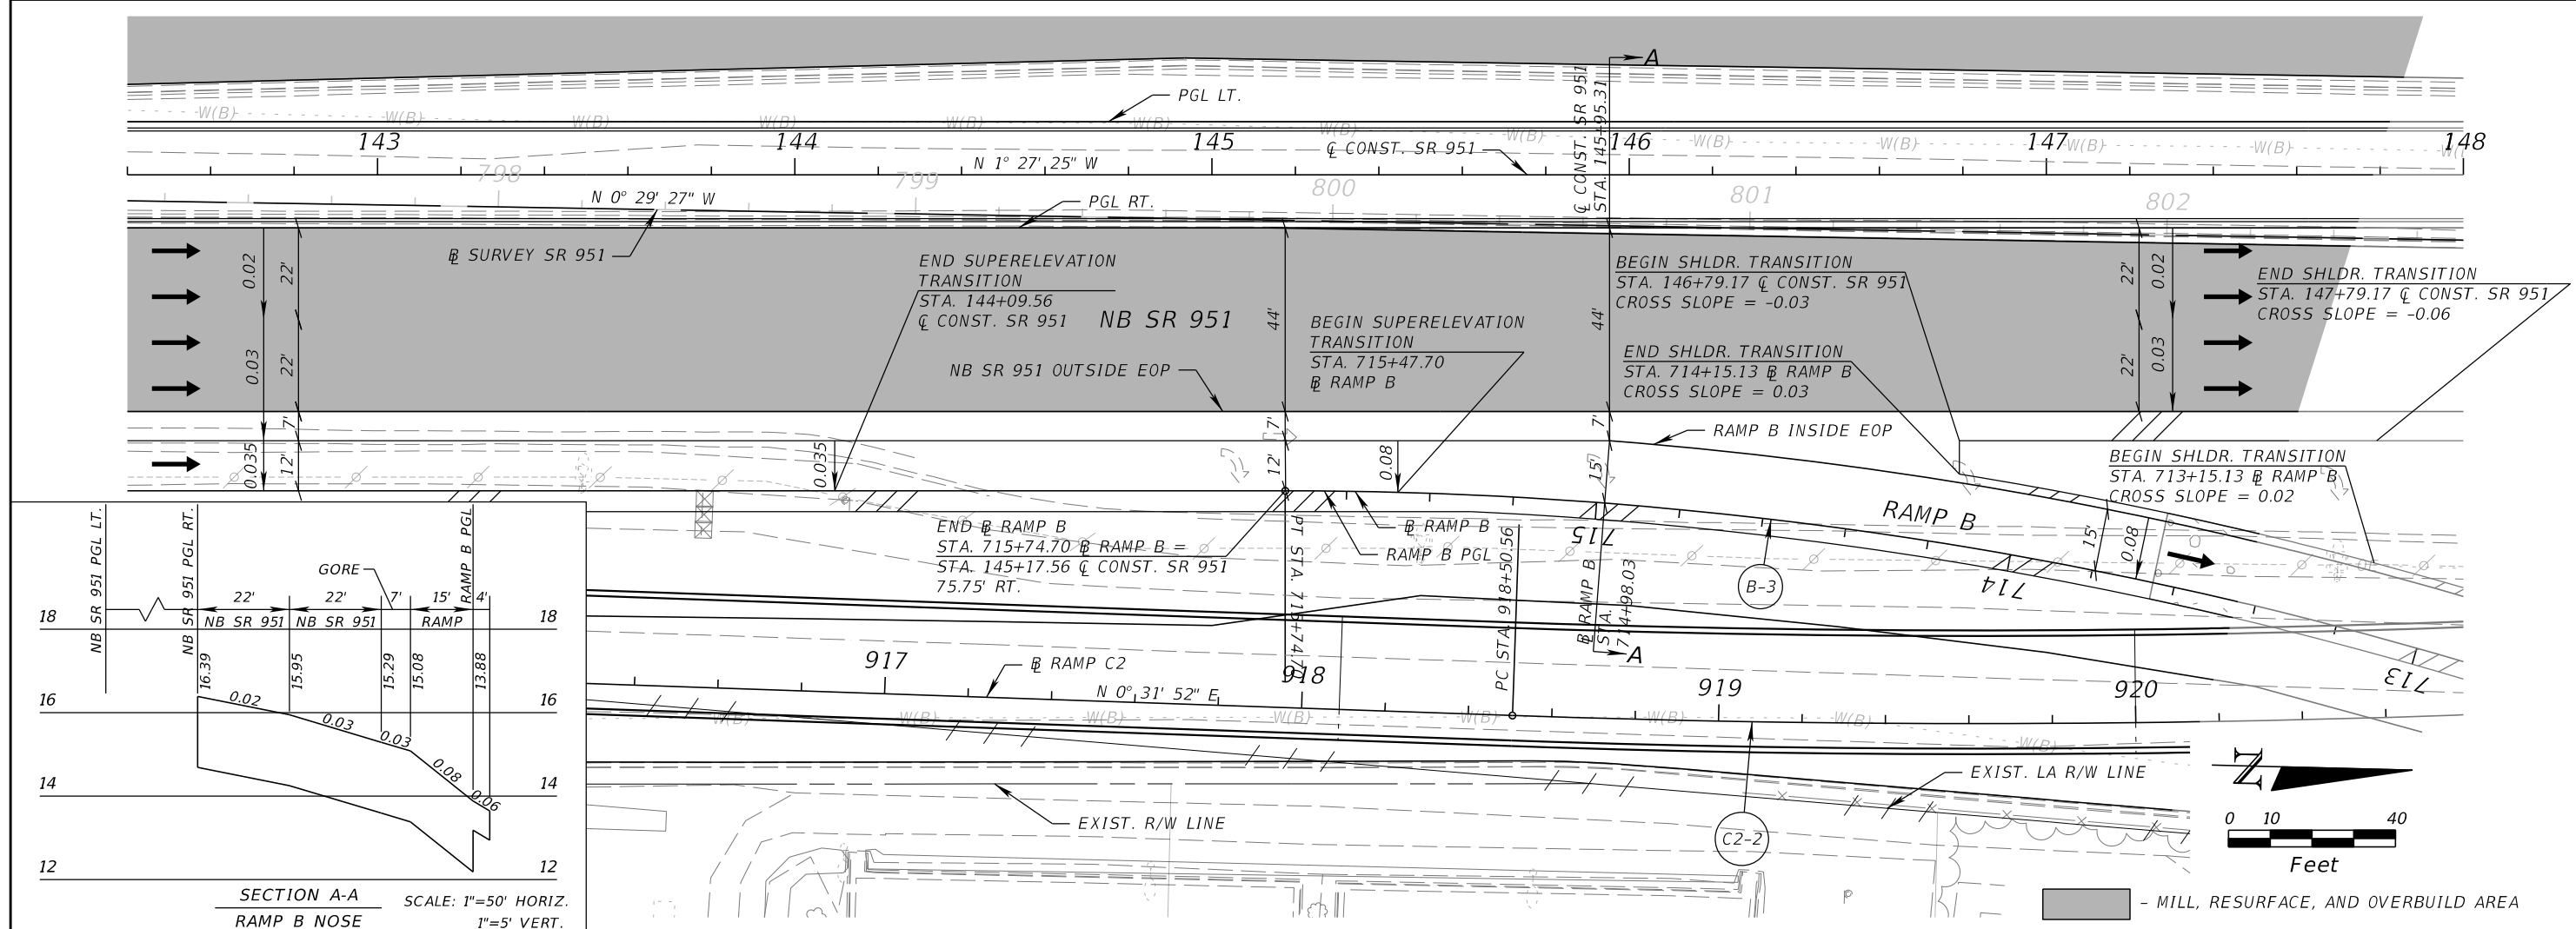 A
PGL LT.
W(B) W(B) W(B) W(B) W(B) W(B) W(B) W(B) W(B) W(B) W(B) W(B)
143 144 145 146 147 148
N 1° 27' 25" W
℄ CONST. SR 951
℄ CONST. SR 951
STA. 145+95.31
798 799 800 801 802
N 0° 29' 27" W
PGL RT.
℄ SURVEY SR 951
0.02
22'
0.03
22'
7'
0.035
12'
END SUPERELEVATION
TRANSITION
STA. 144+09.56
℄ CONST. SR 951
NB SR 951
NB SR 951 OUTSIDE EOP
44'
7'
12'
0.035
BEGIN SUPERELEVATION
TRANSITION
STA. 715+47.70
℄ RAMP B
0.08
44'
7'
15'
BEGIN SHLDR. TRANSITION
STA. 146+79.17 ℄ CONST. SR 951
CROSS SLOPE = -0.03
END SHLDR. TRANSITION
STA. 714+15.13 ℄ RAMP B
CROSS SLOPE = 0.03
22'
0.02
22'
0.03
END SHLDR. TRANSITION
STA. 147+79.17 ℄ CONST. SR 951
CROSS SLOPE = -0.06
RAMP B INSIDE EOP
BEGIN SHLDR. TRANSITION
STA. 713+15.13 ℄ RAMP B
CROSS SLOPE = 0.02
RAMP B
15'
0.08
END ℄ RAMP B
STA. 715+74.70 ℄ RAMP B =
STA. 145+17.56 ℄ CONST. SR 951
75.75' RT.
℄ RAMP B
RAMP B PGL
PT STA. 715+74.70
PC STA. 918+50.56
℄ RAMP B
STA.
714+98.03
A
715
714
713
B-3
917 918 919 920
℄ RAMP C2
N 0° 31' 52" E
W(B) W(B) W(B) W(B) W(B) W(B) W(B) W(B)
EXIST. R/W LINE
C2-2
EXIST. LA R/W LINE
N
0 10 40
Feet
- MILL, RESURFACE, AND OVERBUILD AREA
NB SR 951 PGL LT.
NB SR 951 PGL RT.
RAMP B PGL
GORE
22' 22' 7' 15' 4'
NB SR 951 NB SR 951 RAMP
18 18
16.39 15.95 15.29 15.08 13.88
16 16
0.02 0.03 0.03 0.08 0.06
14 14
12 12
SECTION A-A
RAMP B NOSE
SCALE: 1"=50' HORIZ.
1"=5' VERT.